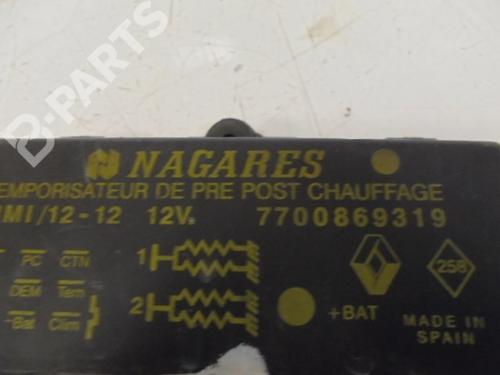 B-PARTS
NAGARES
EMPORISATEUR DE PRE POST CHAUFFAGE
MI/12-12 12V. 7700869319
PC CTN
DEM Tem
-Bat Clim
1
2
+BAT
258
MADE IN
SPAIN